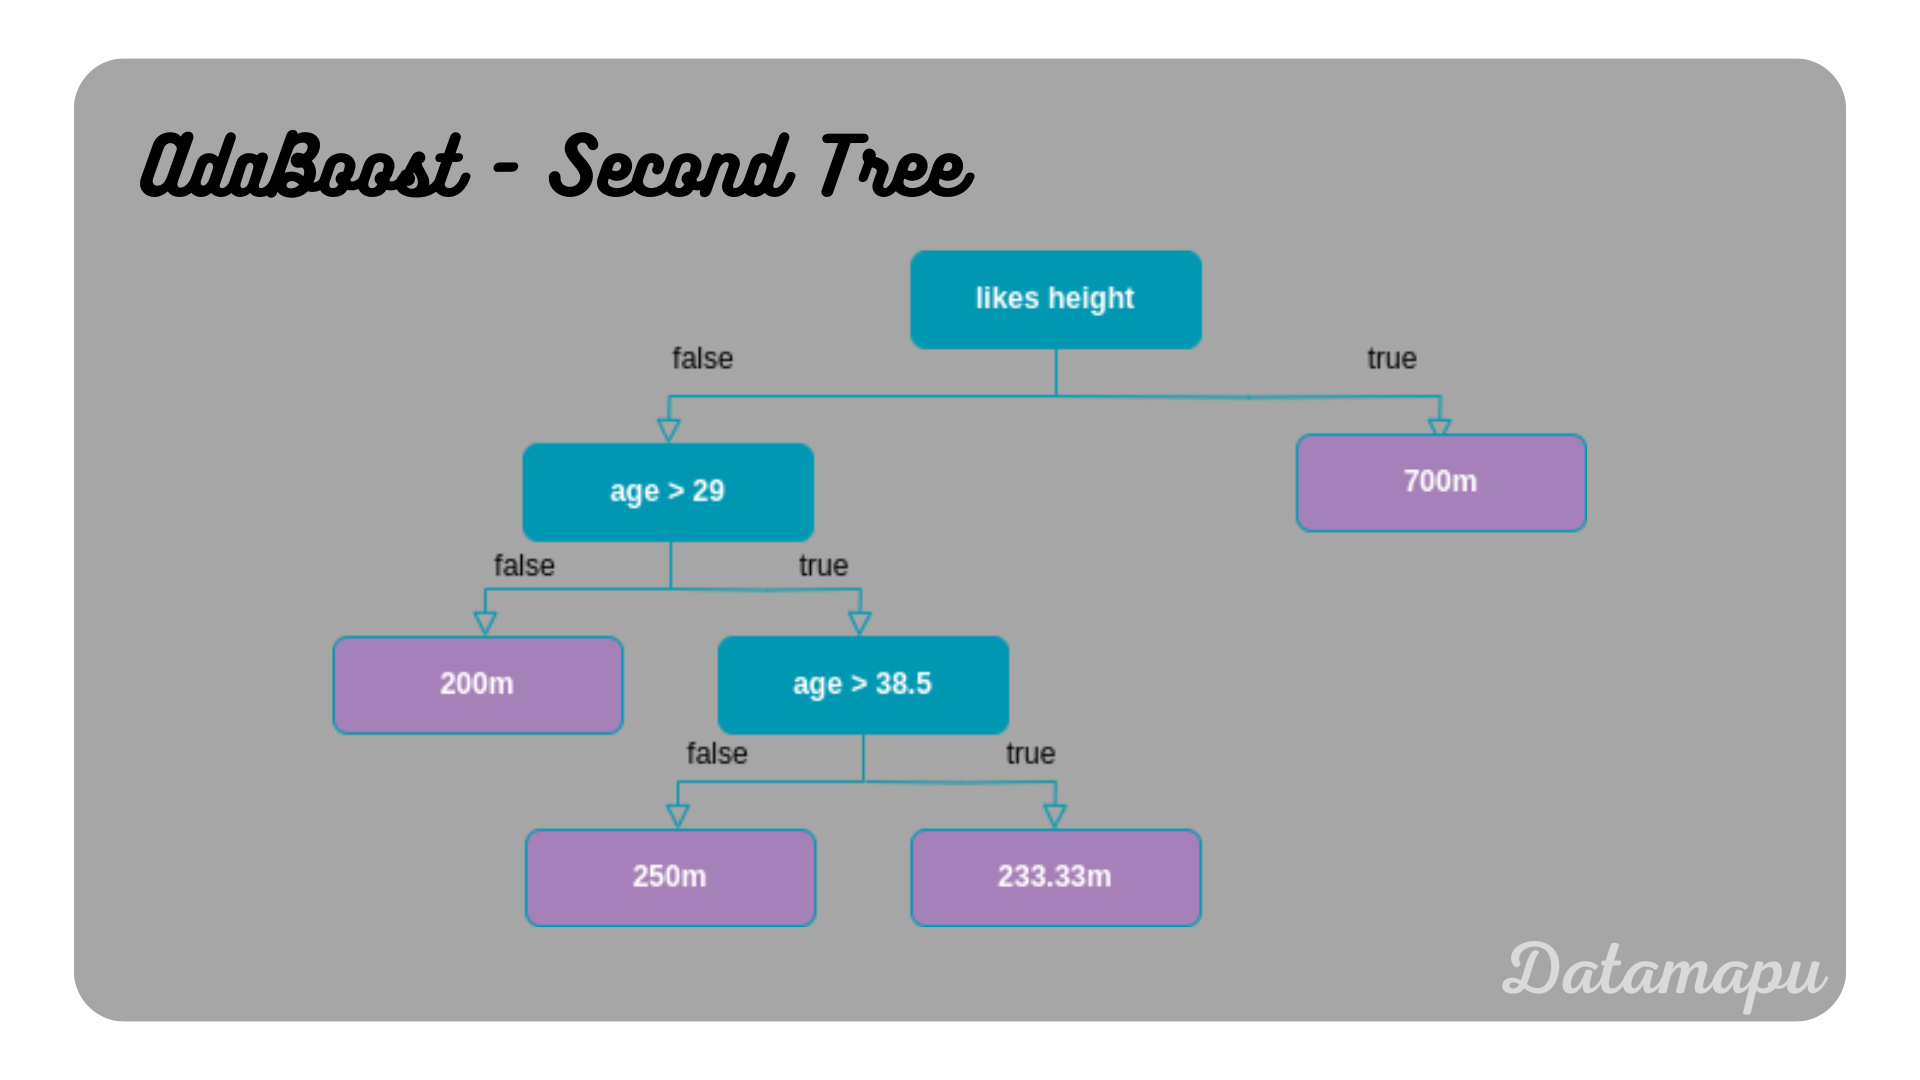 AdaBoost - Second Tree
likes height
false
true
age > 29
700m
false
true
200m
age > 38.5
false
true
250m
233.33m
Datamapu